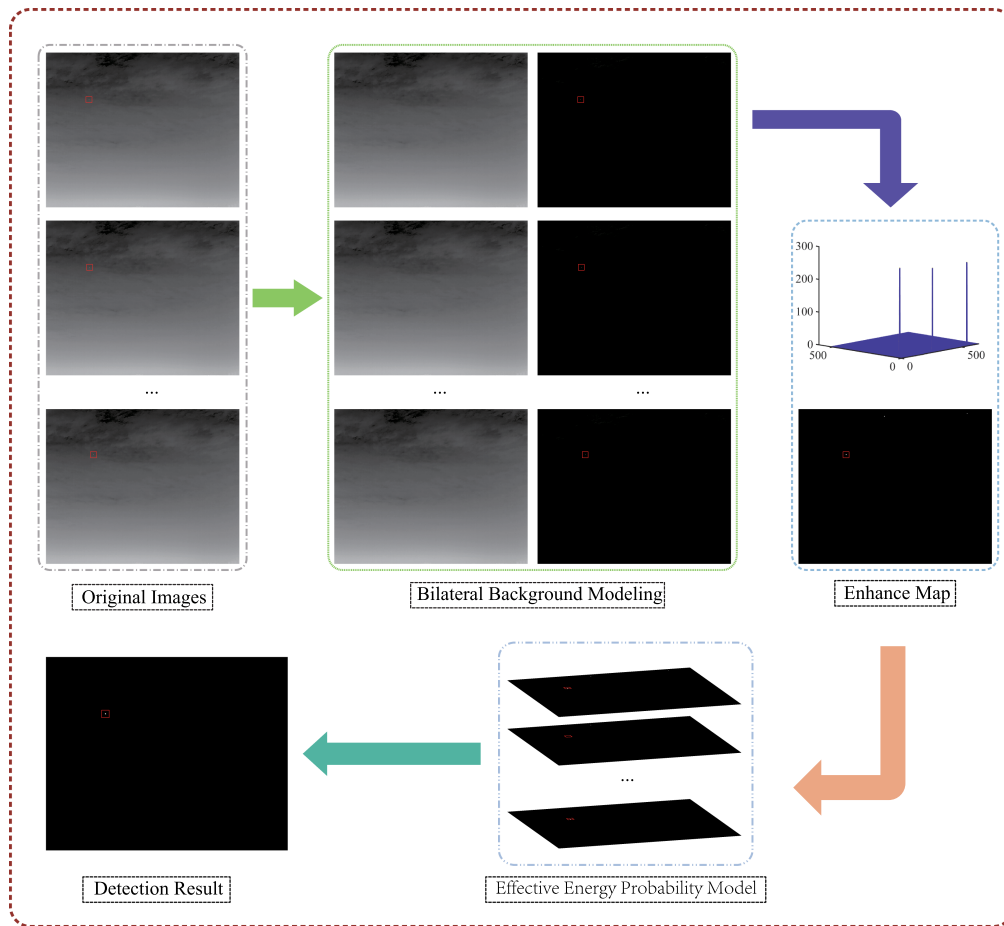 ...
...
...
Original Images
Bilateral Background Modeling
300
200
100
0
500
0
0
500
Enhance Map
...
Effective Energy Probability Model
Detection Result